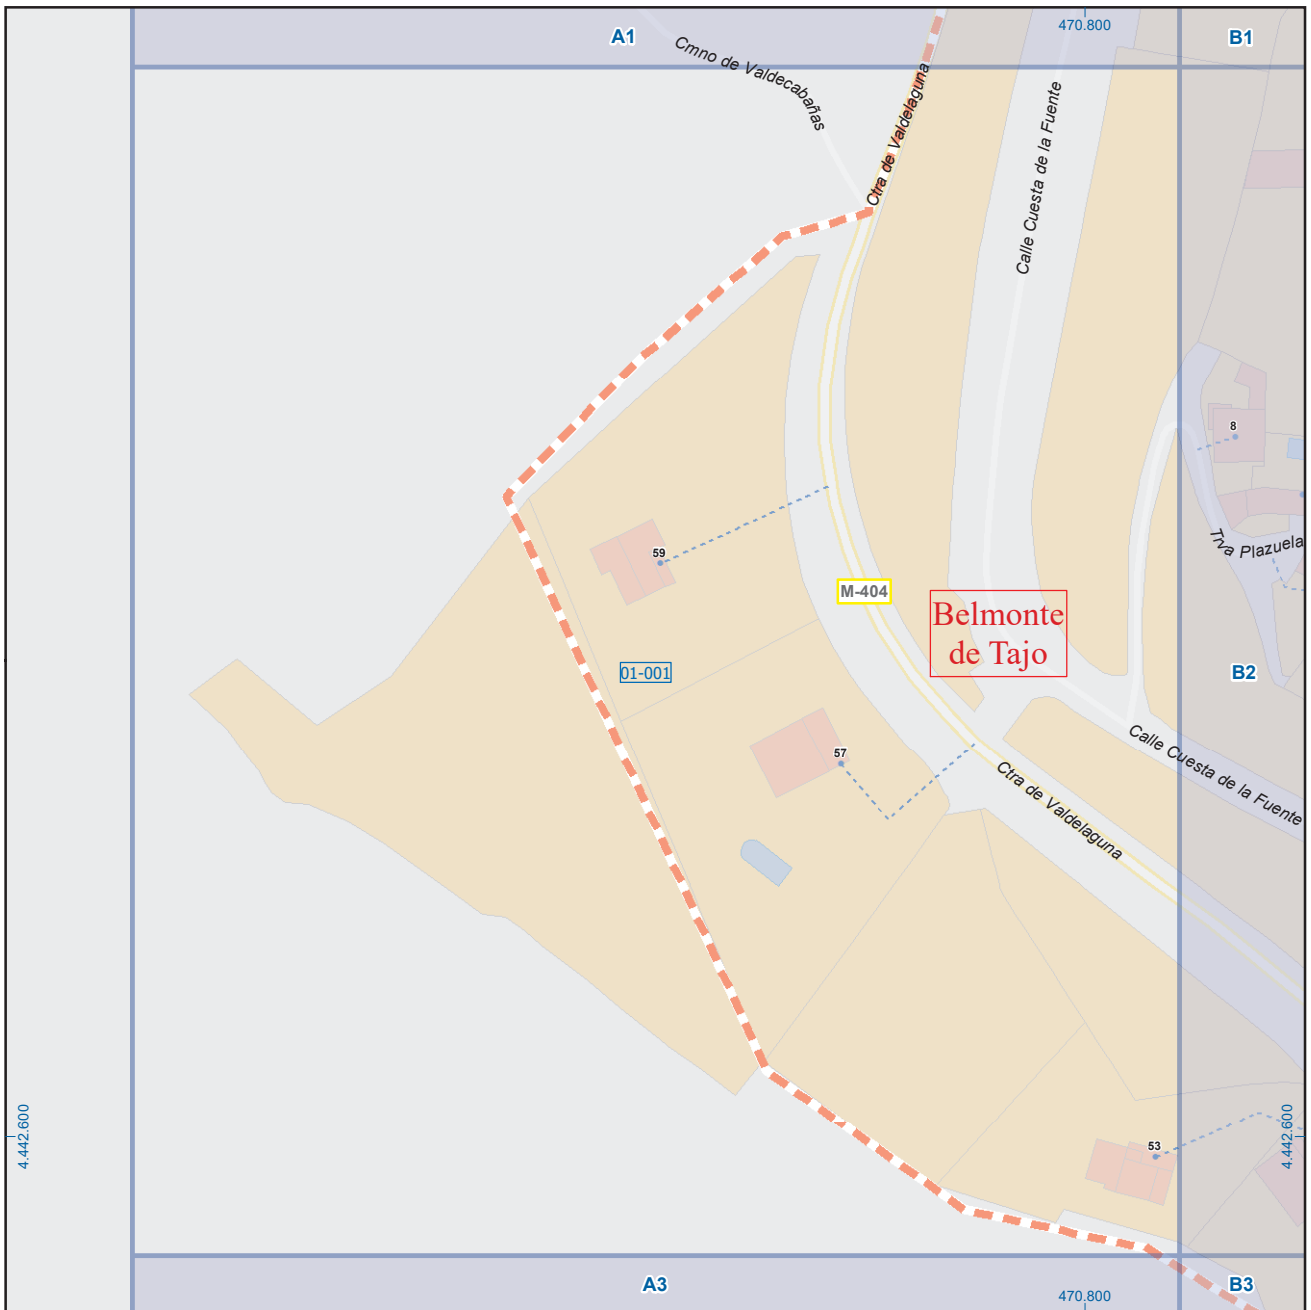 A1
470.800
B1
Cmno de Valdecabañas
Ctra de Valdelaguna
Calle Cuesta de la Fuente
8
Trva Plazuela
59
M-404
Belmonte
de Tajo
01-001
B2
57
Calle Cuesta de la Fuente
Ctra de Valdelaguna
4.442.600
4.442.600
53
A3
470.800
B3